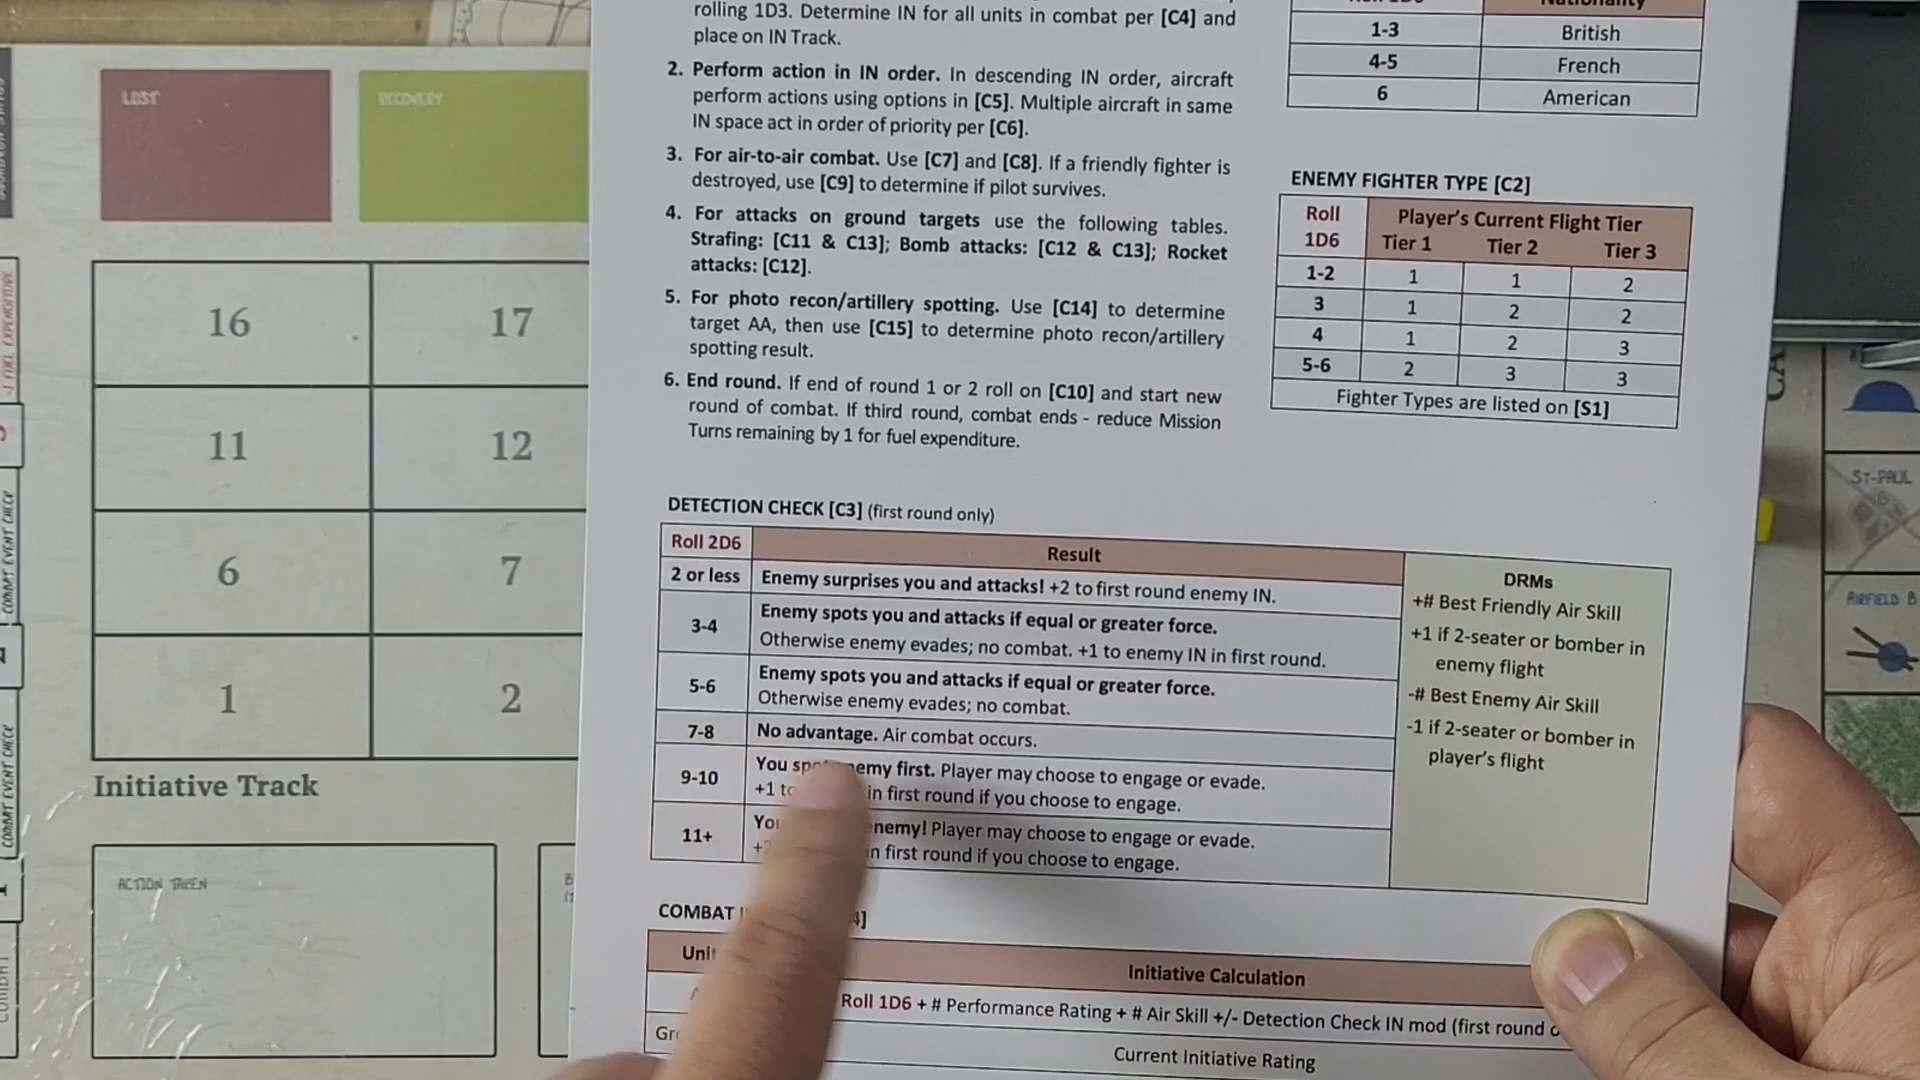 rolling 1D3. Determine IN for all units in combat per [C4] and
place on IN Track.
2. Perform action in IN order. In descending IN order, aircraft
perform actions using options in [C5]. Multiple aircraft in same
IN space act in order of priority per [C6].
3. For air-to-air combat. Use [C7] and [C8]. If a friendly fighter is
destroyed, use [C9] to determine if pilot survives.
4. For attacks on ground targets use the following tables.
Strafing: [C11 & C13]; Bomb attacks: [C12 & C13]; Rocket
attacks: [C12].
5. For photo recon/artillery spotting. Use [C14] to determine
target AA, then use [C15] to determine photo recon/artillery
spotting result.
6. End round. If end of round 1 or 2 roll on [C10] and start new
round of combat. If third round, combat ends - reduce Mission
Turns remaining by 1 for fuel expenditure.
Nationality
1-3 British
4-5 French
6 American
ENEMY FIGHTER TYPE [C2]
Roll
1D6
Player's Current Flight Tier
Tier 1 Tier 2 Tier 3
1-2 1 1 2
3 1 2 2
4 1 2 3
5-6 2 3 3
Fighter Types are listed on [S1]
DETECTION CHECK [C3] (first round only)
Roll 2D6 Result
2 or less Enemy surprises you and attacks! +2 to first round enemy IN.
3-4 Enemy spots you and attacks if equal or greater force.
Otherwise enemy evades; no combat. +1 to enemy IN in first round.
5-6 Enemy spots you and attacks if equal or greater force.
Otherwise enemy evades; no combat.
7-8 No advantage. Air combat occurs.
9-10 You first. Player may choose to engage or evade.
+1 in first round if you choose to engage.
11+ enemy! Player may choose to engage or evade.
in first round if you choose to engage.
DRMs
+# Best Friendly Air Skill
+1 if 2-seater or bomber in
enemy flight
-# Best Enemy Air Skill
-1 if 2-seater or bomber in
player's flight
COMBAT
Initiative Calculation
Roll 1D6 + # Performance Rating + # Air Skill +/- Detection Check IN mod (first round
Current Initiative Rating
LOST
RECOVERY
16 17
11 12
6 7
1 2
Initiative Track
ACTION TAKEN
-1 FUEL EXPENDITURE
COMBAT EVENT CHECK
COMBAT EVENT CHECK
ST-PAUL
AIRFIELD B